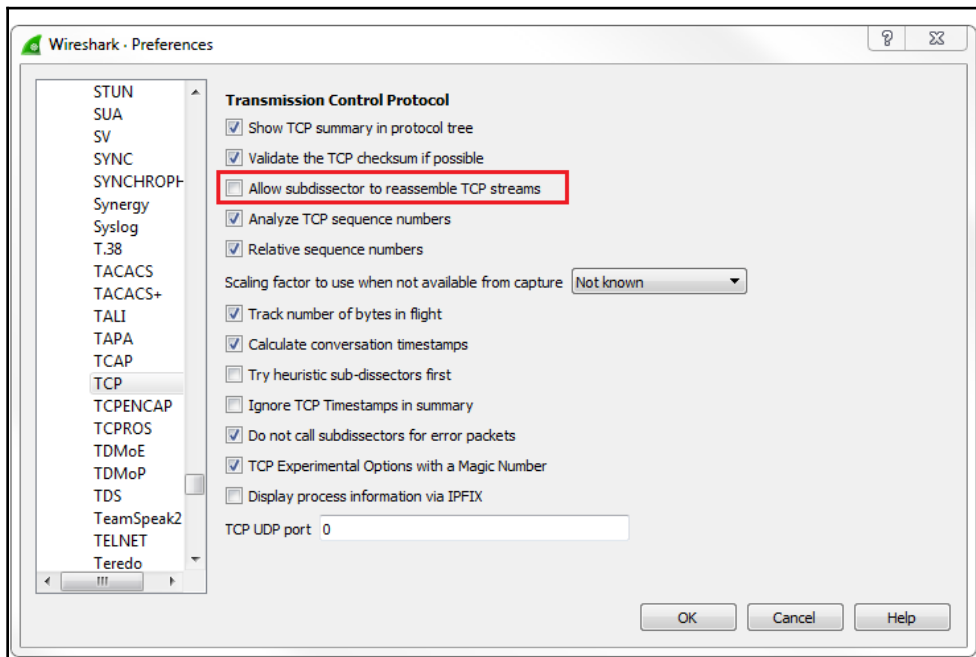 Wireshark · Preferences
STUN
SUA
SV
SYNC
SYNCHROPH
Synergy
Syslog
T.38
TACACS
TACACS+
TALI
TAPA
TCAP
TCP
TCPENCAP
TCPROS
TDMoE
TDMoP
TDS
TeamSpeak2
TELNET
Teredo
Transmission Control Protocol
Show TCP summary in protocol tree
Validate the TCP checksum if possible
Allow subdissector to reassemble TCP streams
Analyze TCP sequence numbers
Relative sequence numbers
Scaling factor to use when not available from capture Not known
Track number of bytes in flight
Calculate conversation timestamps
Try heuristic sub-dissectors first
Ignore TCP Timestamps in summary
Do not call subdissectors for error packets
TCP Experimental Options with a Magic Number
Display process information via IPFIX
TCP UDP port 0
OK Cancel Help